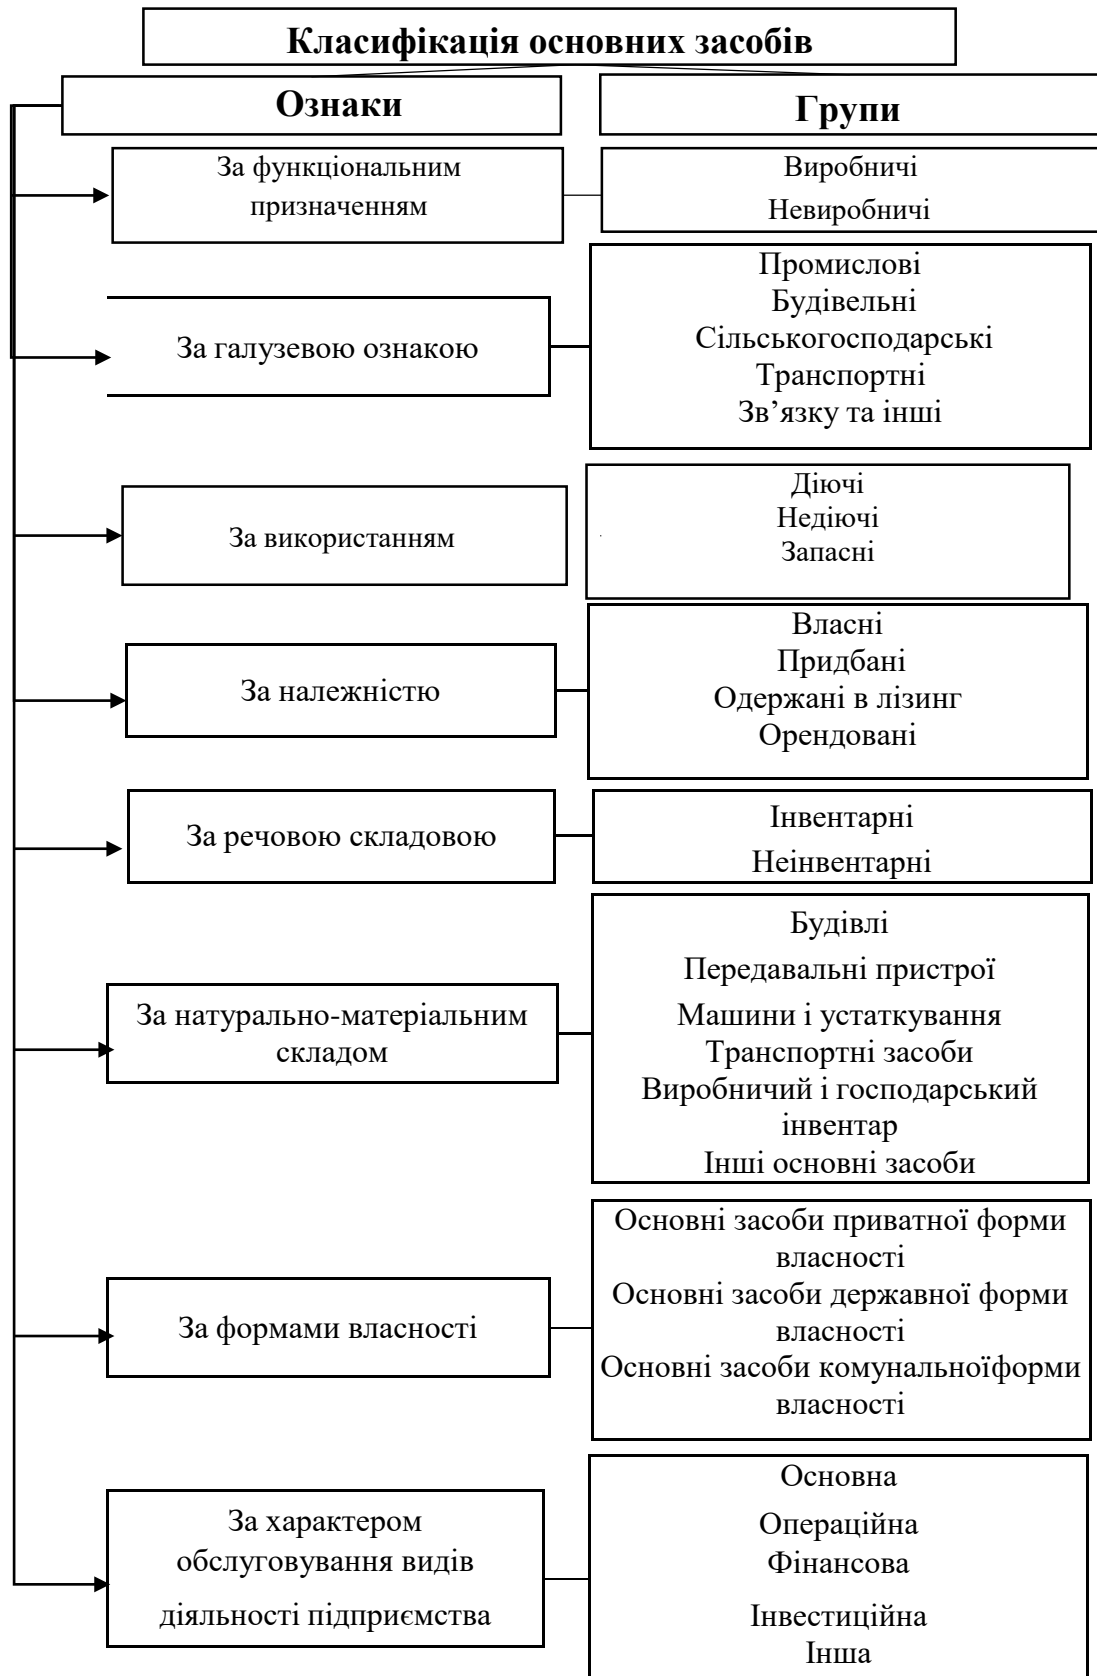 Класифікація основних засобів
Ознаки
Групи
За функціональним
призначенням
Виробничі
Невиробничі
За галузевою ознакою
Промислові
Будівельні
Сільськогосподарські
Транспортні
Зв’язку та інші
За використанням
Діючі
Недіючі
Запасні
За належністю
Власні
Придбані
Одержані в лізинг
Орендовані
За речовою складовою
Інвентарні
Неінвентарні
За натурально-матеріальним
складом
Будівлі
Передавальні пристрої
Машини і устаткування
Транспортні засоби
Виробничий і господарський
інвентар
Інші основні засоби
За формами власності
Основні засоби приватної форми
власності
Основні засоби державної форми
власності
Основні засоби комунальноїформи
власності
За характером
обслуговування видів
діяльності підприємства
Основна
Операційна
Фінансова
Інвестиційна
Інша